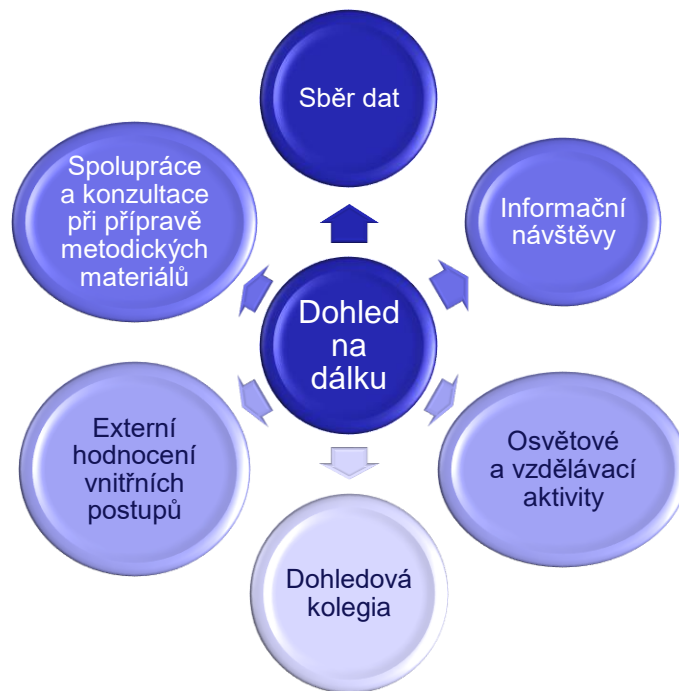 Sběr dat
Spolupráce
a konzultace
při přípravě
metodických
materiálů
Informační
návštěvy
Dohled
na
dálku
Externí
hodnocení
vnitřních
postupů
Osvětové
a vzdělávací
aktivity
Dohledová
kolegia